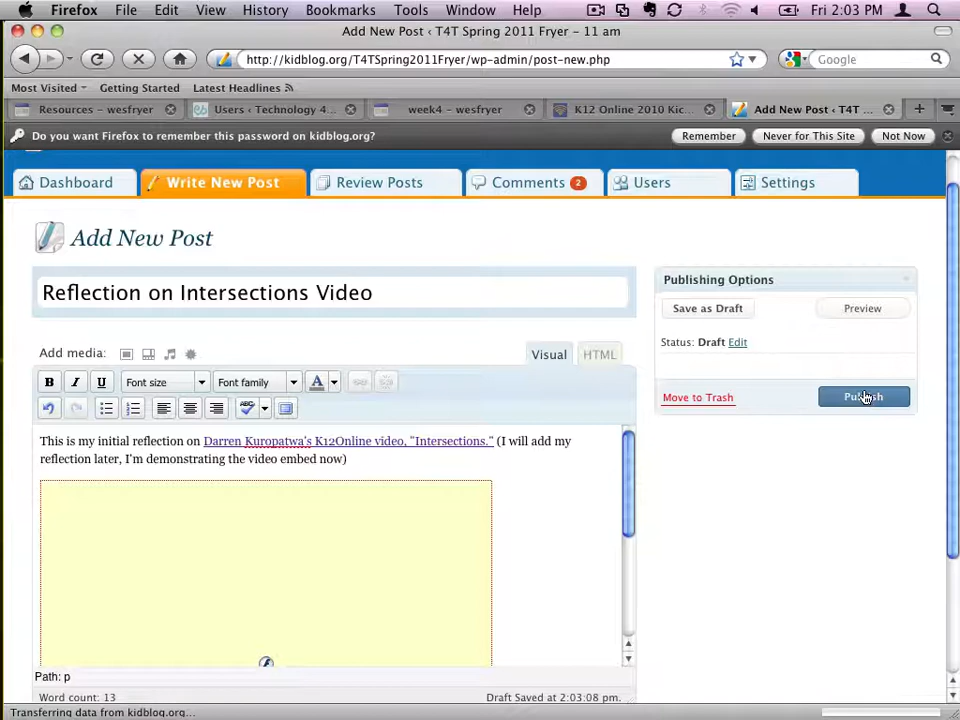 Firefox File Edit View History Bookmarks Tools Window Help Fri 2:03 PM
Add New Post ‹ T4T Spring 2011 Fryer – 11 am
http://kidblog.org/T4TSpring2011Fryer/wp-admin/post-new.php Google
Most Visited Getting Started Latest Headlines
Resources – wesfryer Users ‹ Technology 4... week4 – wesfryer K12 Online 2010 Kic... Add New Post ‹ T4T ...
Do you want Firefox to remember this password on kidblog.org? Remember Never for This Site Not Now
Dashboard Write New Post Review Posts Comments 2 Users Settings
Add New Post
Reflection on Intersections Video
Publishing Options
Save as Draft Preview
Status: Draft Edit
Move to Trash Publish
Add media: Visual HTML
B I U Font size Font family A
ABC
This is my initial reflection on Darren Kuropatwa's K12Online video, "Intersections." (I will add my
reflection later, I'm demonstrating the video embed now)
Path: p
Word count: 13 Draft Saved at 2:03:08 pm.
Transferring data from kidblog.org...